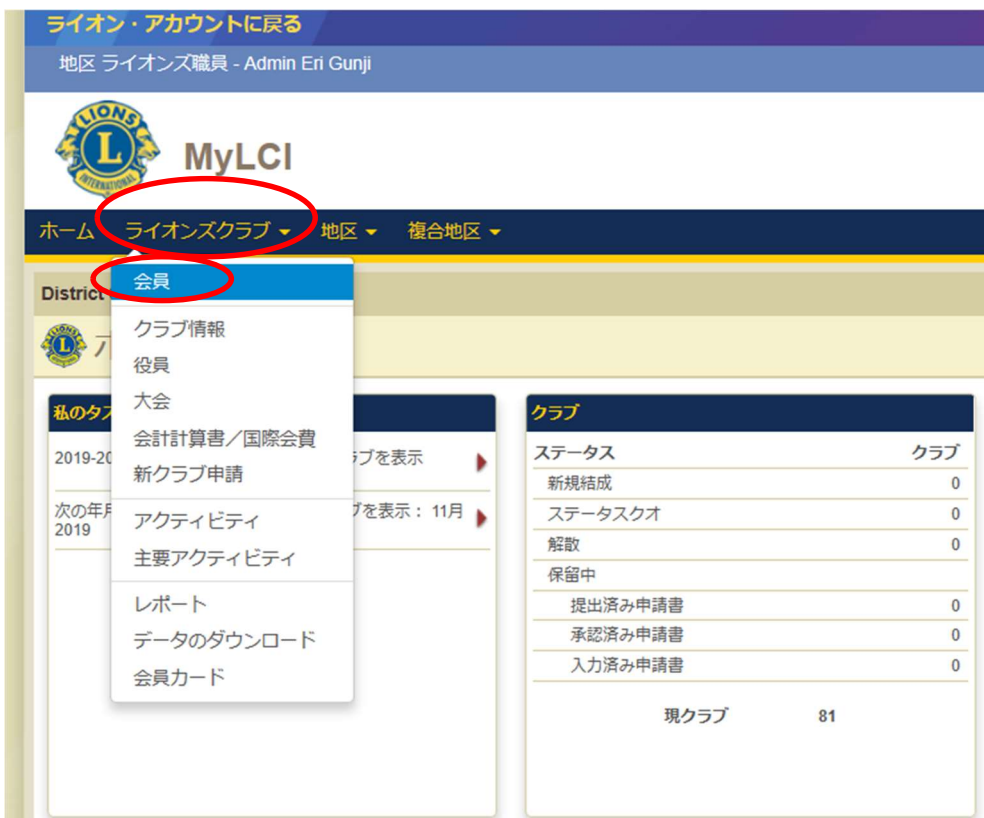 ライオン・アカウントに戻る
地区 ライオンズ職員 - Admin Eri Gunji
LIONS
L
INTERNATIONAL
MyLCI
ホーム ライオンズクラブ 地区 複合地区
会員
District
クラブ情報
役員
大会
会計計算書／国際会費
新クラブ申請
アクティビティ
主要アクティビティ
レポート
データのダウンロード
会員カード
私のタス
2019-20 ブを表示
次の年月 ブを表示： 11月
2019
クラブ
ステータス クラブ
新規結成 0
ステータスクオ 0
解散 0
保留中
提出済み申請書 0
承認済み申請書 0
入力済み申請書 0
現クラブ 81